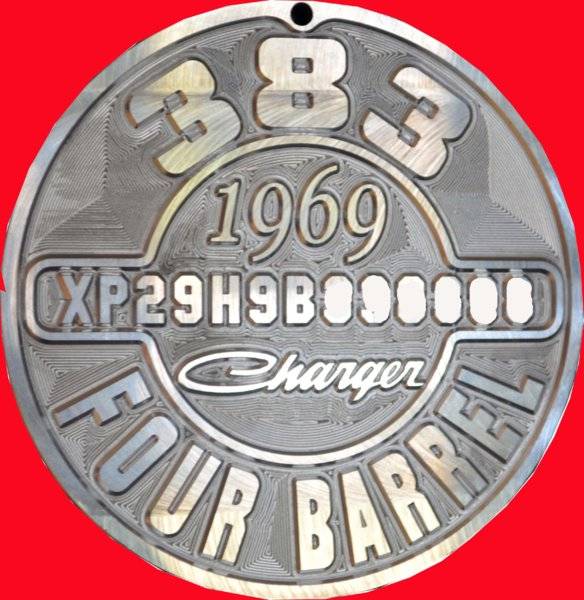 383
1969
XP29H9B
Charger
FOUR BARREL